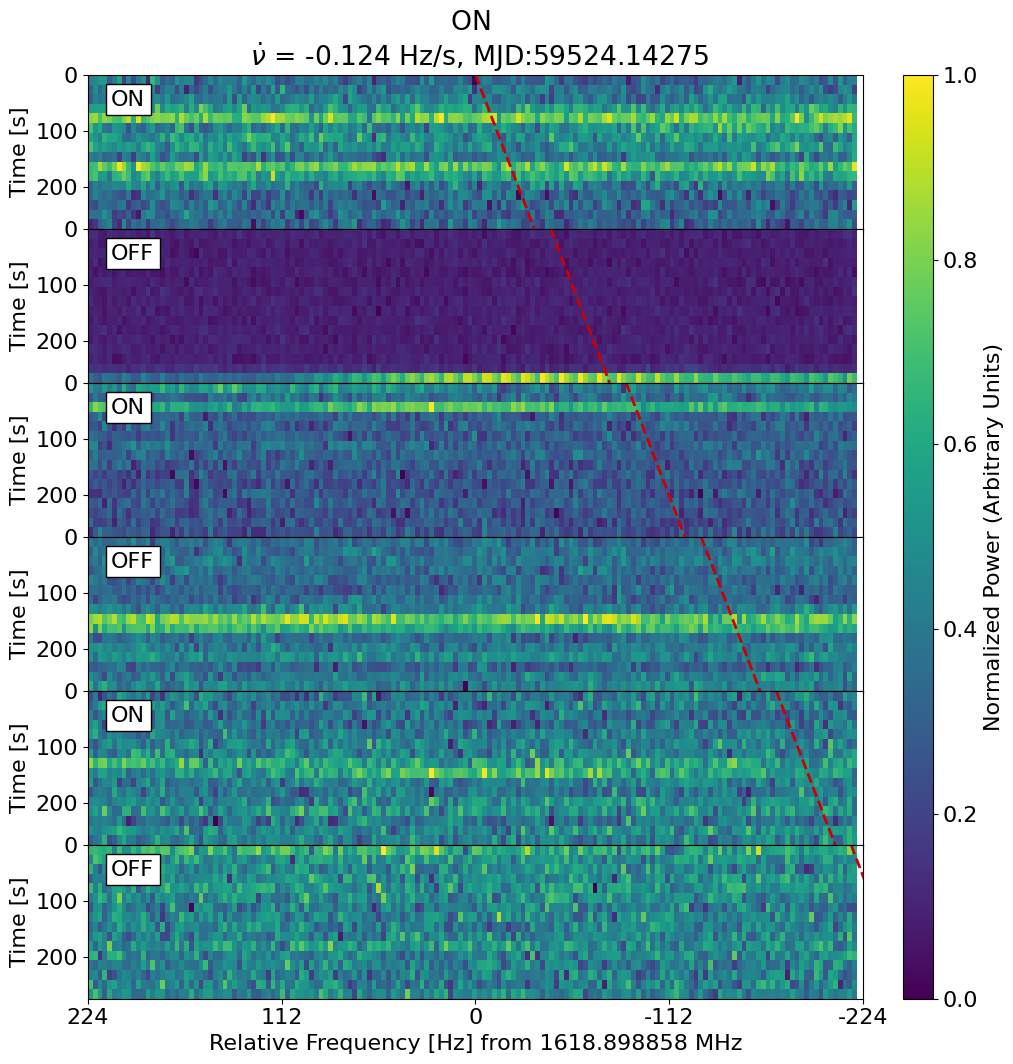 ON
ν̇ = -0.124 Hz/s, MJD:59524.14275
0
100
200
Time [s]
ON
0
100
200
Time [s]
OFF
0
100
200
Time [s]
ON
0
100
200
Time [s]
OFF
0
100
200
Time [s]
ON
0
100
200
Time [s]
OFF
224 112 0 -112 -224
Relative Frequency [Hz] from 1618.898858 MHz
1.0
0.8
0.6
0.4
0.2
0.0
Normalized Power (Arbitrary Units)